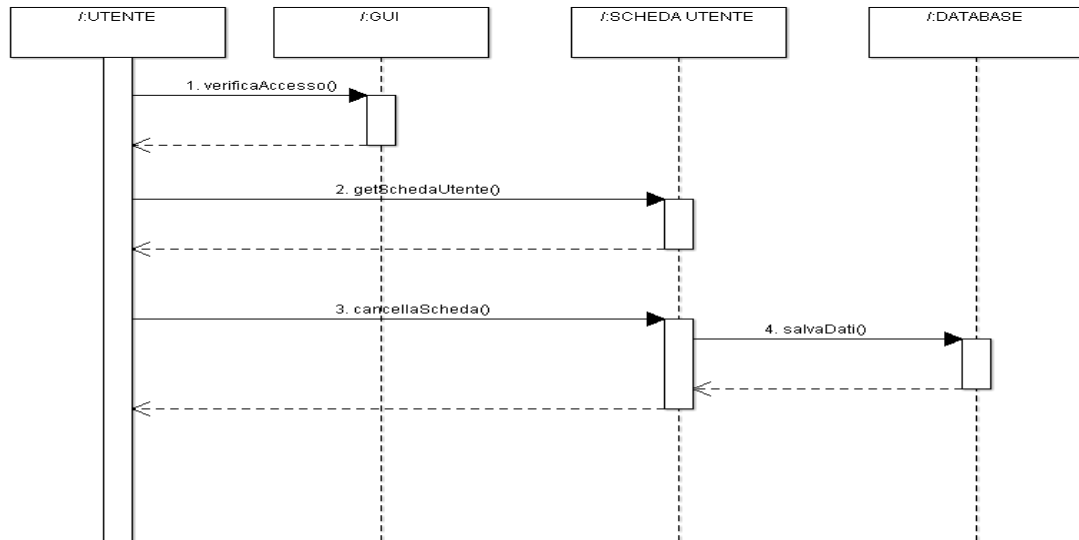 /:UTENTE
/:GUI
/:SCHEDA UTENTE
/:DATABASE
1. verificaAccesso()
2. getSchedaUtente()
3. cancellaScheda()
4. salvaDati()